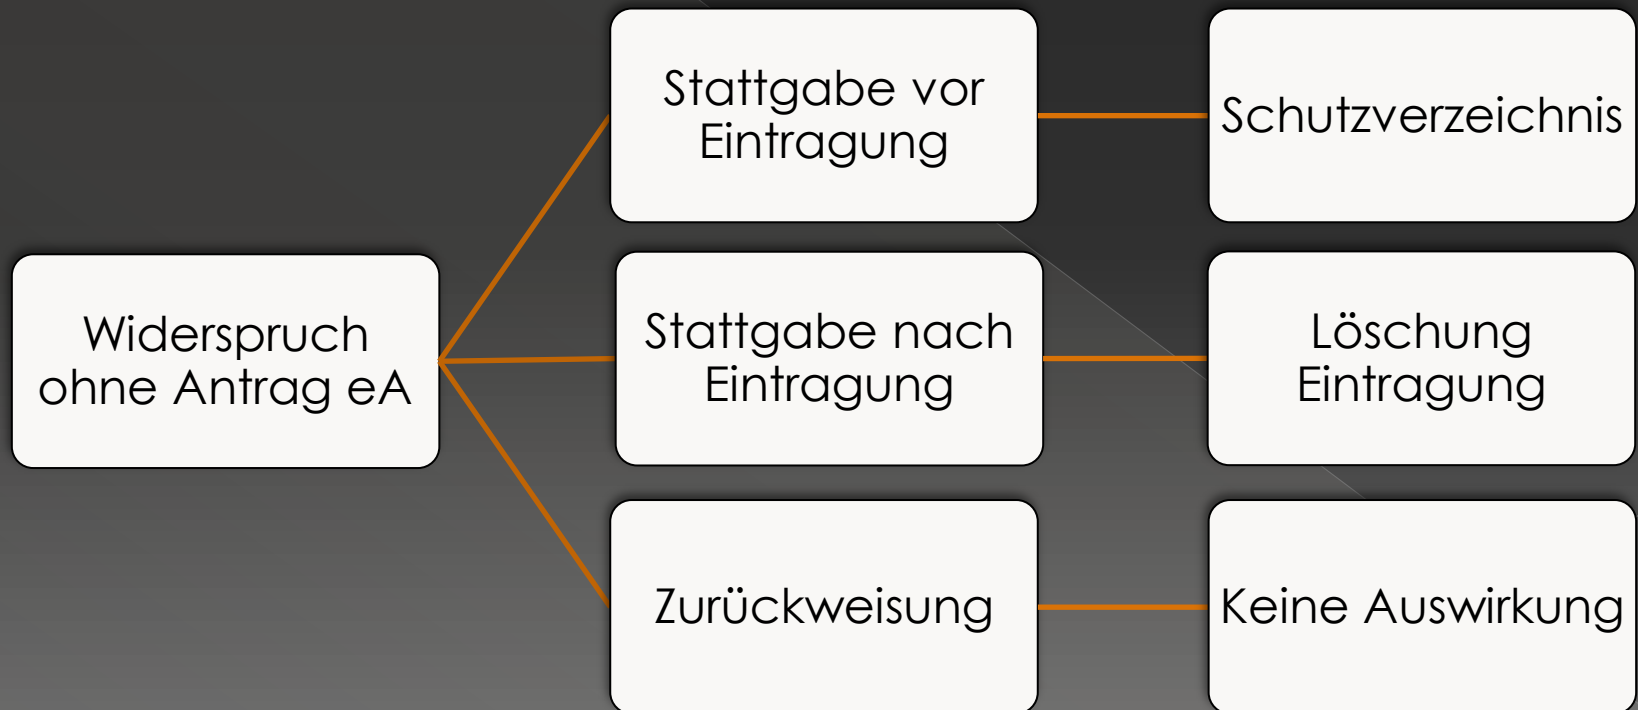 Widerspruch
ohne Antrag eA
Stattgabe vor
Eintragung
Schutzverzeichnis
Stattgabe nach
Eintragung
Löschung
Eintragung
Zurückweisung
Keine Auswirkung